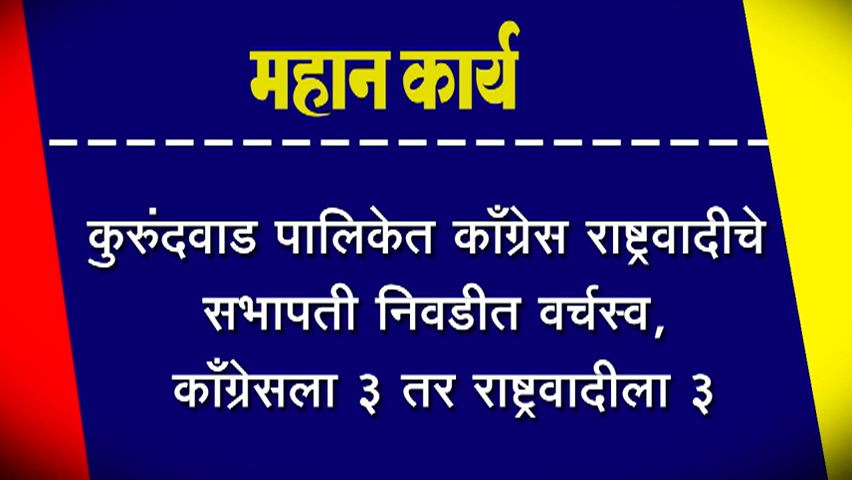 महान कार्य
कुरुंदवाड पालिकेत काँग्रेस राष्ट्रवादीचे
सभापती निवडीत वर्चस्व,
काँग्रेसला ३ तर राष्ट्रवादीला ३